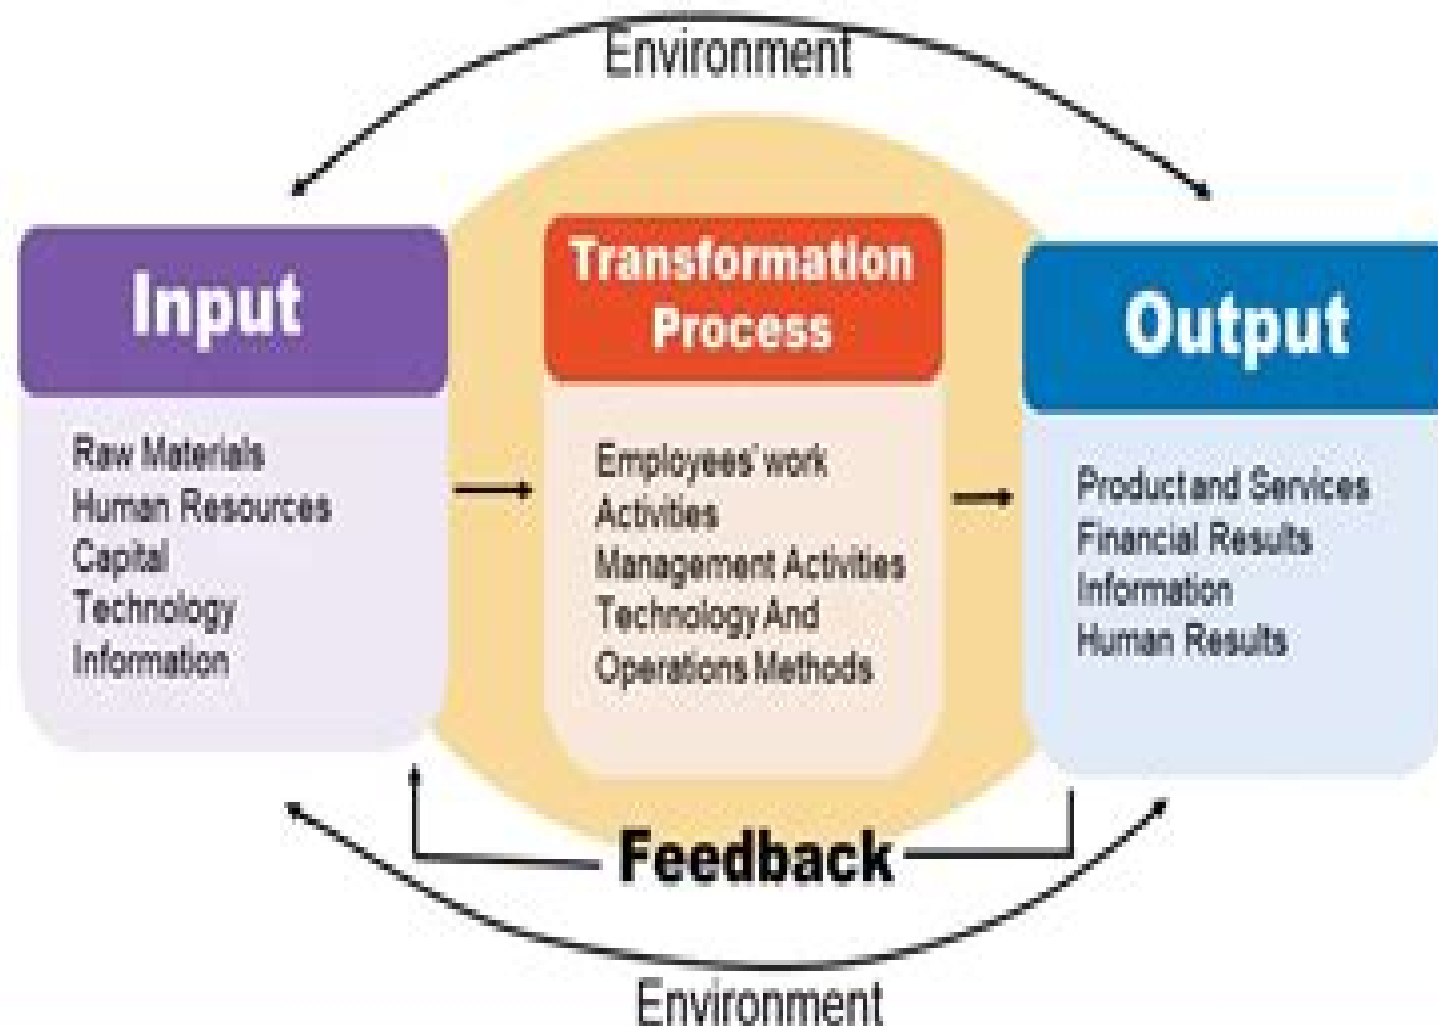 Environment
Input
Raw Materials
Human Resources
Capital
Technology
Information
Transformation
Process
Employees' work
Activities
Management Activities
Technology And
Operations Methods
Output
Product and Services
Financial Results
Information
Human Results
Feedback
Environment